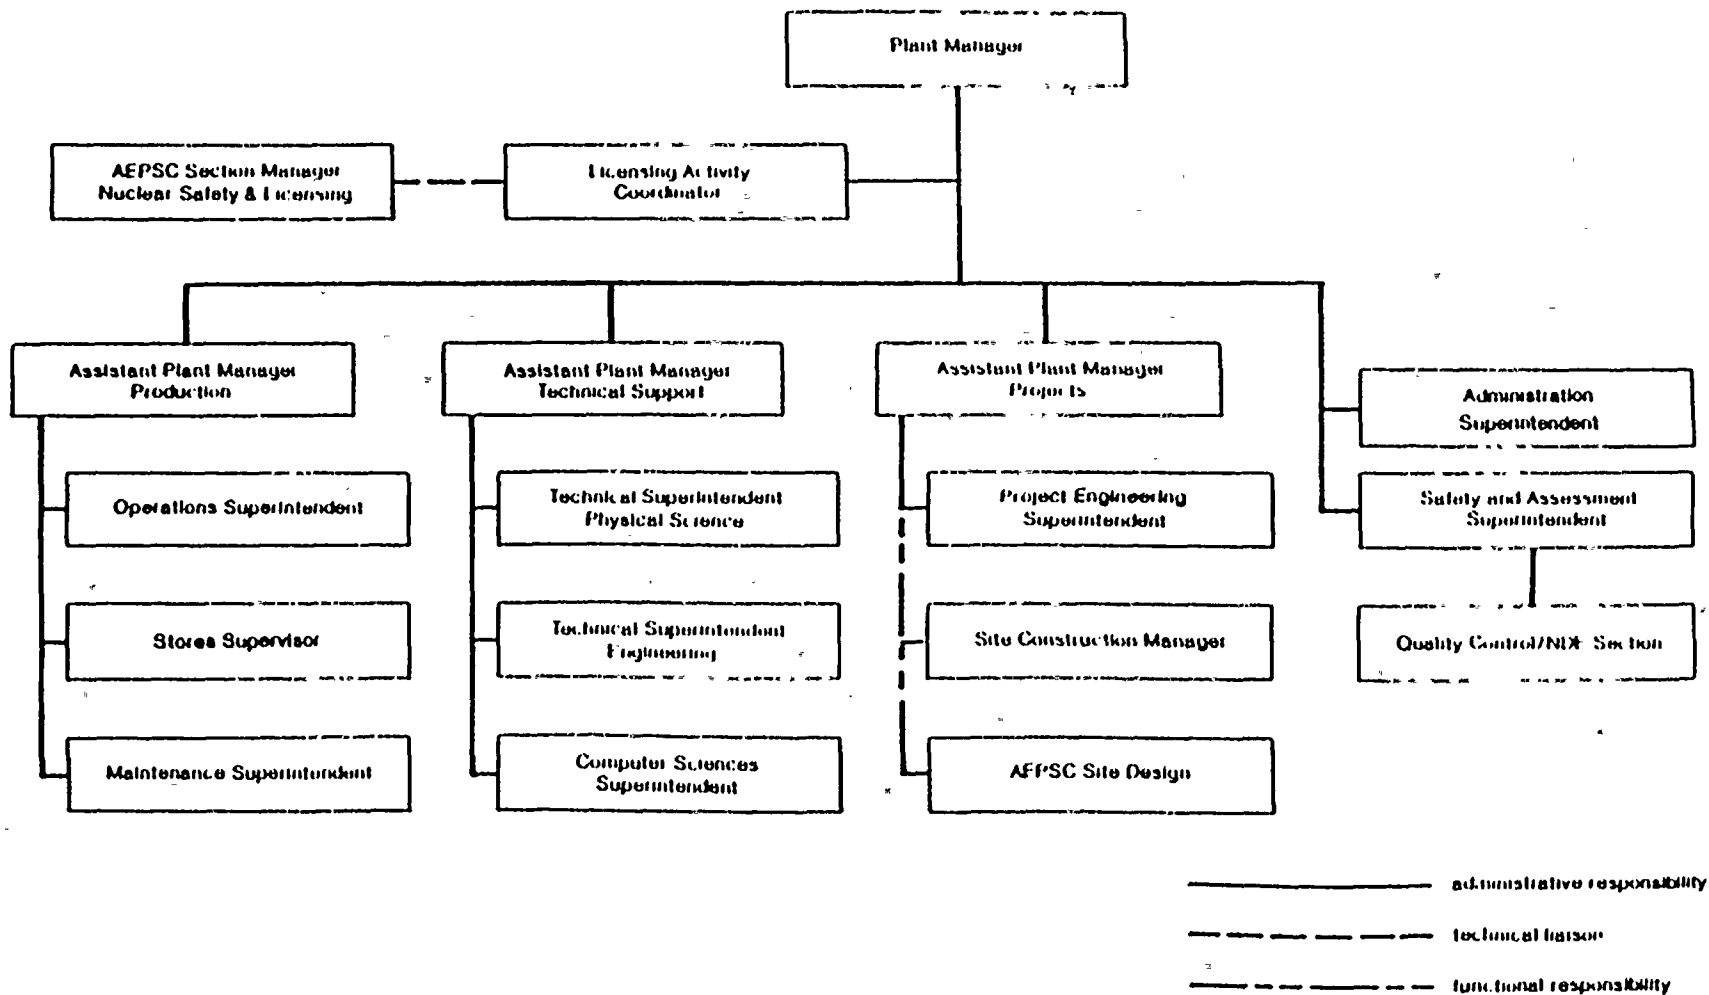 Plant Manager
AEPSC Section Manager
Nuclear Safety & Licensing
Licensing Activity
Coordinator
Assistant Plant Manager
Production
Assistant Plant Manager
Technical Support
Assistant Plant Manager
Projects
Administration
Superintendent
Operations Superintendent
Technical Superintendent
Physical Science
Project Engineering
Superintendent
Safety and Assessment
Superintendent
Stores Supervisor
Technical Superintendent
Engineering
Site Construction Manager
Quality Control/NDE Section
Maintenance Superintendent
Computer Sciences
Superintendent
AEPSC Site Design
administrative responsibility
technical liaison
functional responsibility